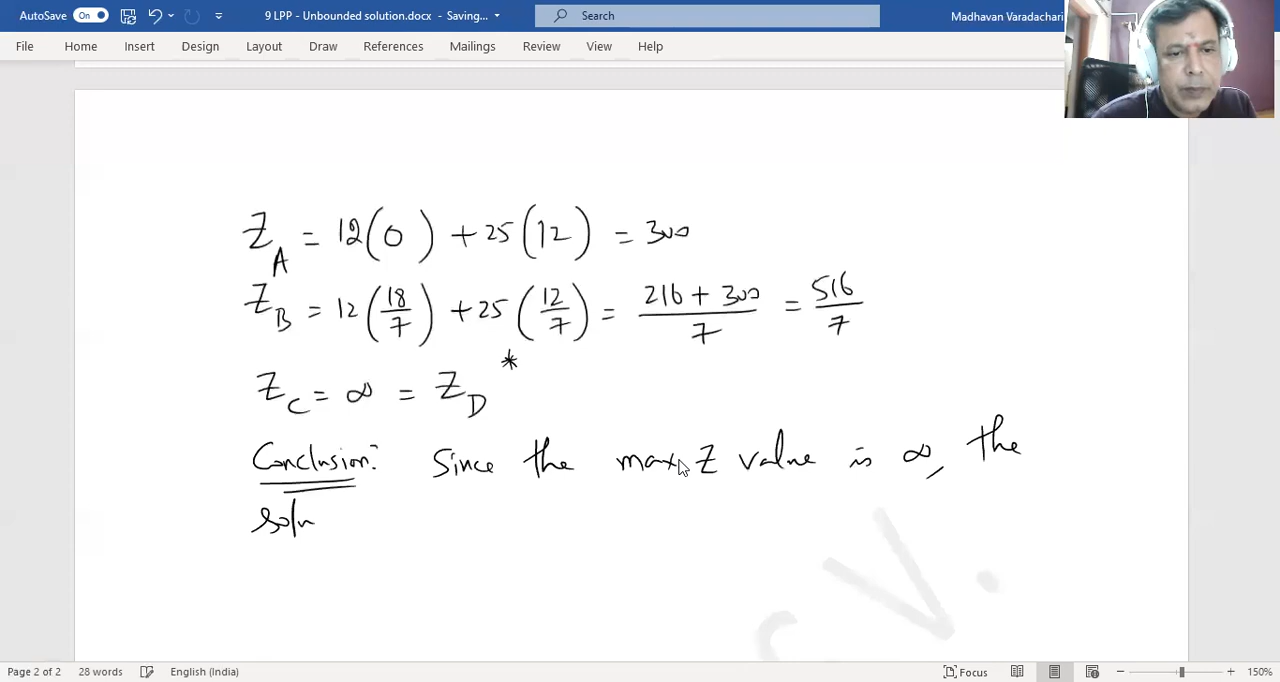 AutoSave On 9 LPP - Unbounded solution.docx - Saving... Search Madhavan Varadachari
File Home Insert Design Layout Draw References Mailings Review View Help
Z_A = 12(0) + 25(12) = 300
Z_B = 12(18/7) + 25(12/7) = (216 + 300)/7 = 516/7
*
Z_C = ∞ = Z_D
Conclusion: Since the max Z value is ∞, the
soln
V.
Page 2 of 2 28 words English (India) Focus 150%